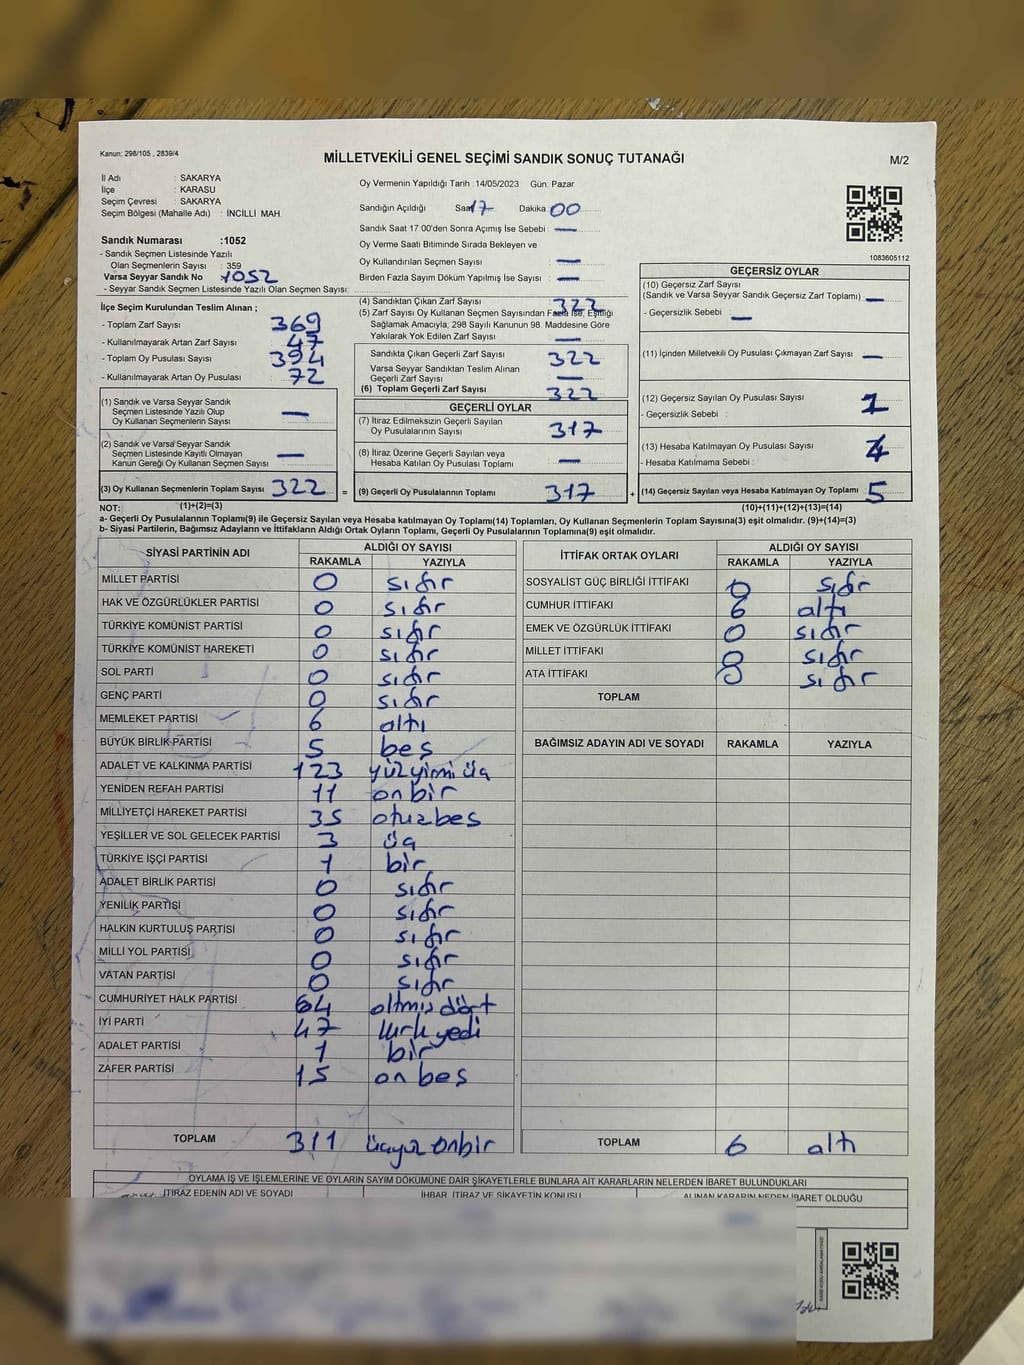 Kanun: 298/105 , 2839/4
MİLLETVEKİLİ GENEL SEÇİMİ SANDIK SONUÇ TUTANAĞI
M/2
İl Adı : SAKARYA
İlçe : KARASU
Seçim Çevresi : SAKARYA
Seçim Bölgesi (Mahalle Adı) : İNCİLLİ MAH.
Sandık Numarası :1052
- Sandık Seçmen Listesinde Yazılı
Olan Seçmenlerin Sayısı : 359
Varsa Seyyar Sandık No 1052
- Seyyar Sandık Seçmen Listesinde Yazılı Olan Seçmen Sayısı:
Oy Vermenin Yapıldığı Tarih :14/05/2023 Gün: Pazar
Sandığın Açıldığı Saat 17 Dakika 00
Sandık Saat 17:00'den Sonra Açımış İse Sebebi : —
Oy Verme Saati Bitiminde Sırada Bekleyen ve
Oy Kullandırılan Seçmen Sayısı —
Birden Fazla Sayım Döküm Yapılmış İse Sayısı : —
1083605112
İlçe Seçim Kurulundan Teslim Alınan ;
- Toplam Zarf Sayısı 369
- Kullanılmayarak Artan Zarf Sayısı 47
- Toplam Oy Pusulası Sayısı 394
- Kullanılmayarak Artan Oy Pusulası 72
(1) Sandık ve Varsa Seyyar Sandık
Seçmen Listesinde Yazılı Olup
Oy Kullanan Seçmenlerin Sayısı —
(2) Sandık ve Varsa Seyyar Sandık
Seçmen Listesinde Kayıtlı Olmayan
Kanun Gereği Oy Kullanan Seçmen Sayısı —
(3) Oy Kullanan Seçmenlerin Toplam Sayısı 322
(4) Sandıktan Çıkan Zarf Sayısı 322
(5) Zarf Sayısı Oy Kullanan Seçmen Sayısından Fazla İse, Eşitliği
Sağlamak Amacıyla, 298 Sayılı Kanunun 98. Maddesine Göre
Yakılarak Yok Edilen Zarf Sayısı —
Sandıkta Çıkan Geçerli Zarf Sayısı 322
Varsa Seyyar Sandıktan Teslim Alınan
Geçerli Zarf Sayısı —
(6) Toplam Geçerli Zarf Sayısı 322
GEÇERLİ OYLAR
(7) İtiraz Edilmeksizin Geçerli Sayılan
Oy Pusulalarının Sayısı 317
(8) İtiraz Üzerine Geçerli Sayılan veya
Hesaba Katılan Oy Pusulası Toplamı —
= (9) Geçerli Oy Pusulalarının Toplamı 317
GEÇERSİZ OYLAR
(10) Geçersiz Zarf Sayısı
(Sandık ve Varsa Seyyar Sandık Geçersiz Zarf Toplamı) —
- Geçersizlik Sebebi : —
(11) İçinden Milletvekili Oy Pusulası Çıkmayan Zarf Sayısı —
(12) Geçersiz Sayılan Oy Pusulası Sayısı 1
- Geçersizlik Sebebi :
(13) Hesaba Katılmayan Oy Pusulası Sayısı 4
- Hesaba Katılmama Sebebi :
+ (14) Geçersiz Sayılan veya Hesaba Katılmayan Oy Toplamı 5
NOT: (1)+(2)=(3) (10)+(11)+(12)+(13)=(14)
a- Geçerli Oy Pusulalarının Toplamı(9) ile Geçersiz Sayılan veya Hesaba katılmayan Oy Toplamı(14) Toplamları, Oy Kullanan Seçmenlerin Toplam Sayısına(3) eşit olmalıdır. (9)+(14)=(3)
b- Siyasi Partilerin, Bağımsız Adayların ve İttifakların Aldığı Ortak Oyların Toplamı, Geçerli Oy Pusulalarının Toplamına(9) eşit olmalıdır.
SİYASİ PARTİNİN ADI ALDIĞI OY SAYISI
RAKAMLA YAZIYLA
MİLLET PARTİSİ 0 sıfır
HAK VE ÖZGÜRLÜKLER PARTİSİ 0 sıfır
TÜRKİYE KOMÜNİST PARTİSİ 0 sıfır
TÜRKİYE KOMÜNİST HAREKETİ 0 sıfır
SOL PARTİ 0 sıfır
GENÇ PARTİ 0 sıfır
MEMLEKET PARTİSİ 6 altı
BÜYÜK BİRLİK PARTİSİ 5 beş
ADALET VE KALKINMA PARTİSİ 123 yüzyimi üç
YENİDEN REFAH PARTİSİ 11 onbir
MİLLİYETÇİ HAREKET PARTİSİ 35 otuzbeş
YEŞİLLER VE SOL GELECEK PARTİSİ 3 üç
TÜRKİYE İŞÇİ PARTİSİ 1 bir
ADALET BİRLİK PARTİSİ 0 sıfır
YENİLİK PARTİSİ 0 sıfır
HALKIN KURTULUŞ PARTİSİ 0 sıfır
MİLLİ YOL PARTİSİ 0 sıfır
VATAN PARTİSİ 0 sıfır
CUMHURİYET HALK PARTİSİ 64 altmış dört
İYİ PARTİ 47 kırk yedi
ADALET PARTİSİ 1 bir
ZAFER PARTİSİ 15 on beş
TOPLAM 311 üçyüz onbir
İTTİFAK ORTAK OYLARI ALDIĞI OY SAYISI
RAKAMLA YAZIYLA
SOSYALİST GÜÇ BİRLİĞİ İTTİFAKI 0 sıfır
CUMHUR İTTİFAKI 6 altı
EMEK VE ÖZGÜRLÜK İTTİFAKI 0 sıfır
MİLLET İTTİFAKI 0 sıfır
ATA İTTİFAKI 0 sıfır
TOPLAM
BAĞIMSIZ ADAYIN ADI VE SOYADI RAKAMLA YAZIYLA
TOPLAM 6 altı
OYLAMA İŞ VE İŞLEMLERİNE VE OYLARIN SAYIM DÖKÜMÜNE DAİR ŞİKAYETLERLE BUNLARA AİT KARARLARIN NELERDEN İBARET BULUNDUKLARI
İTİRAZ EDENİN ADI VE SOYADI İHBAR, İTİRAZ VE ŞİKAYETİN KONUSU ALINAN KARARIN NEDEN İBARET OLDUĞU